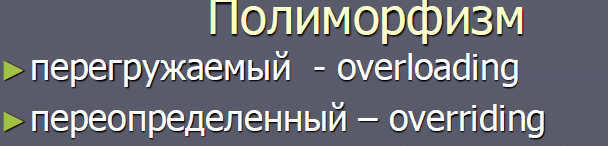 Полиморфизм
►перегружаемый - overloading
►переопределенный – overriding